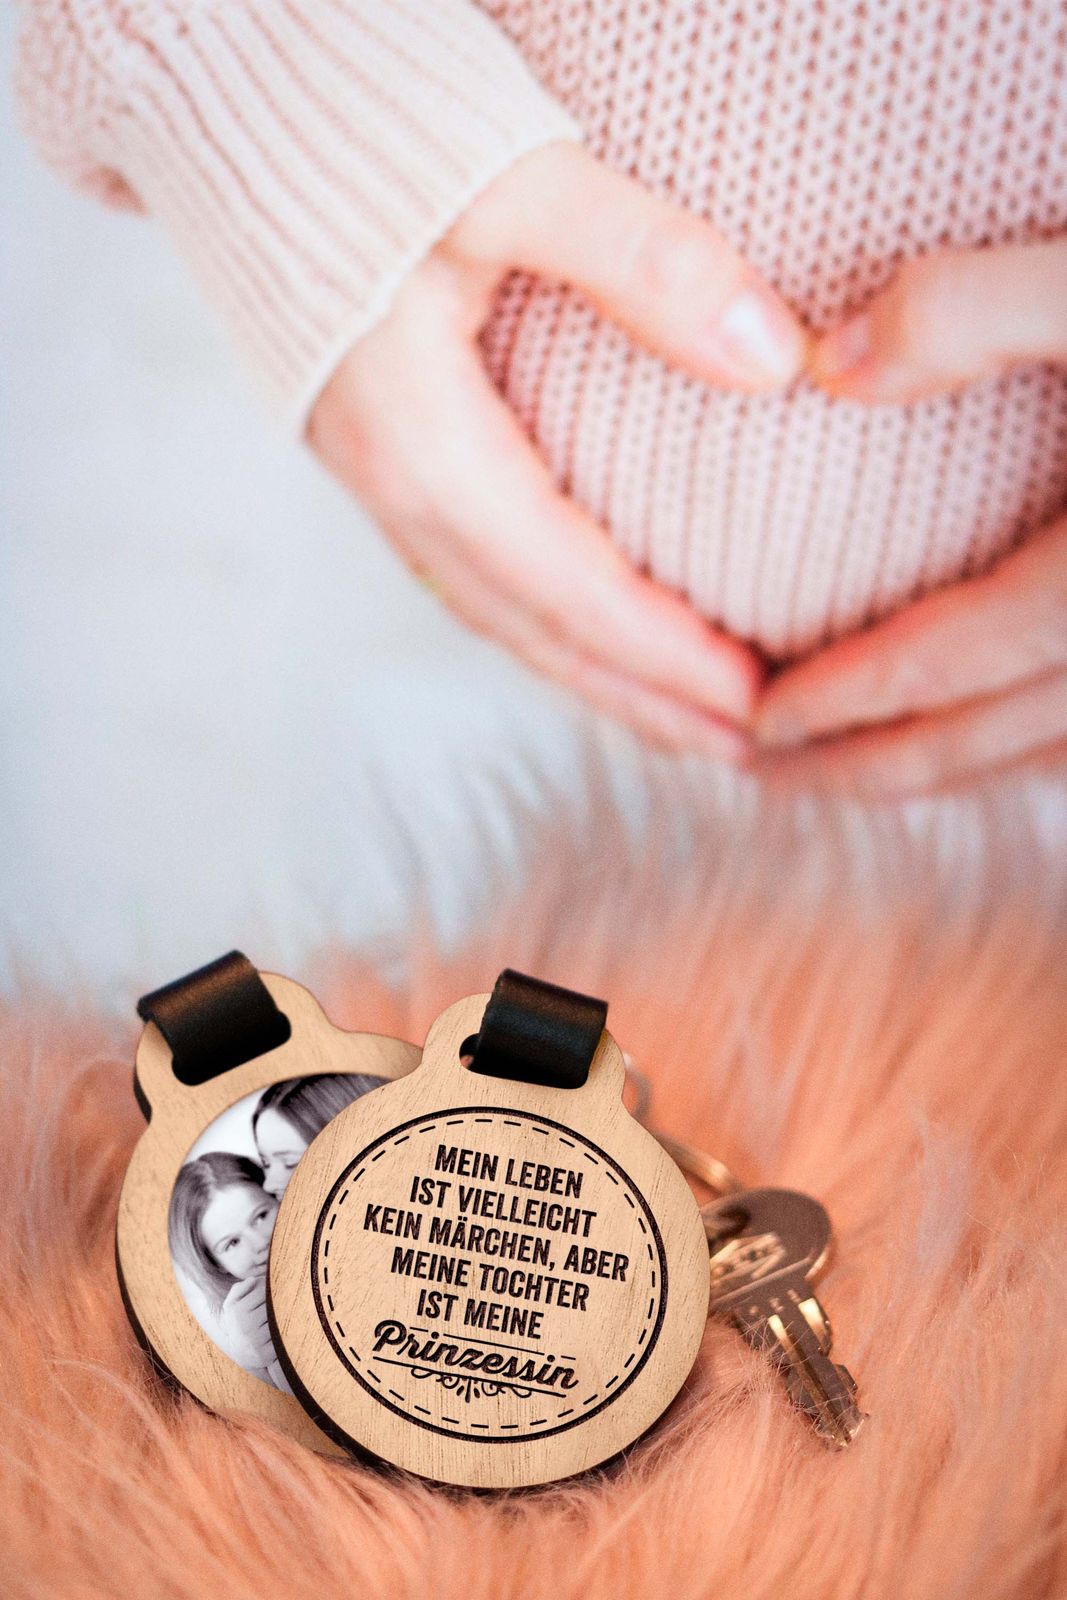 MEIN LEBEN
IST VIELLEICHT
KEIN MÄRCHEN, ABER
MEINE TOCHTER
IST MEINE
Prinzessin